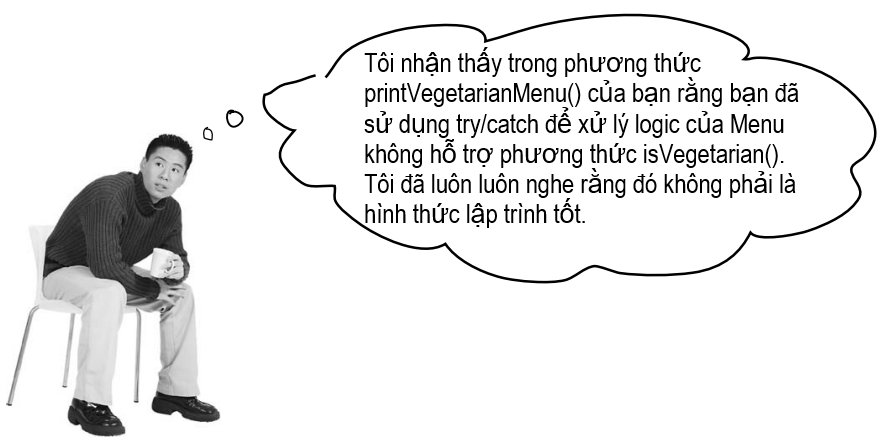 Tôi nhận thấy trong phương thức
printVegetarianMenu() của bạn rằng bạn đã
sử dụng try/catch để xử lý logic của Menu
không hỗ trợ phương thức isVegetarian().
Tôi đã luôn luôn nghe rằng đó không phải là
hình thức lập trình tốt.